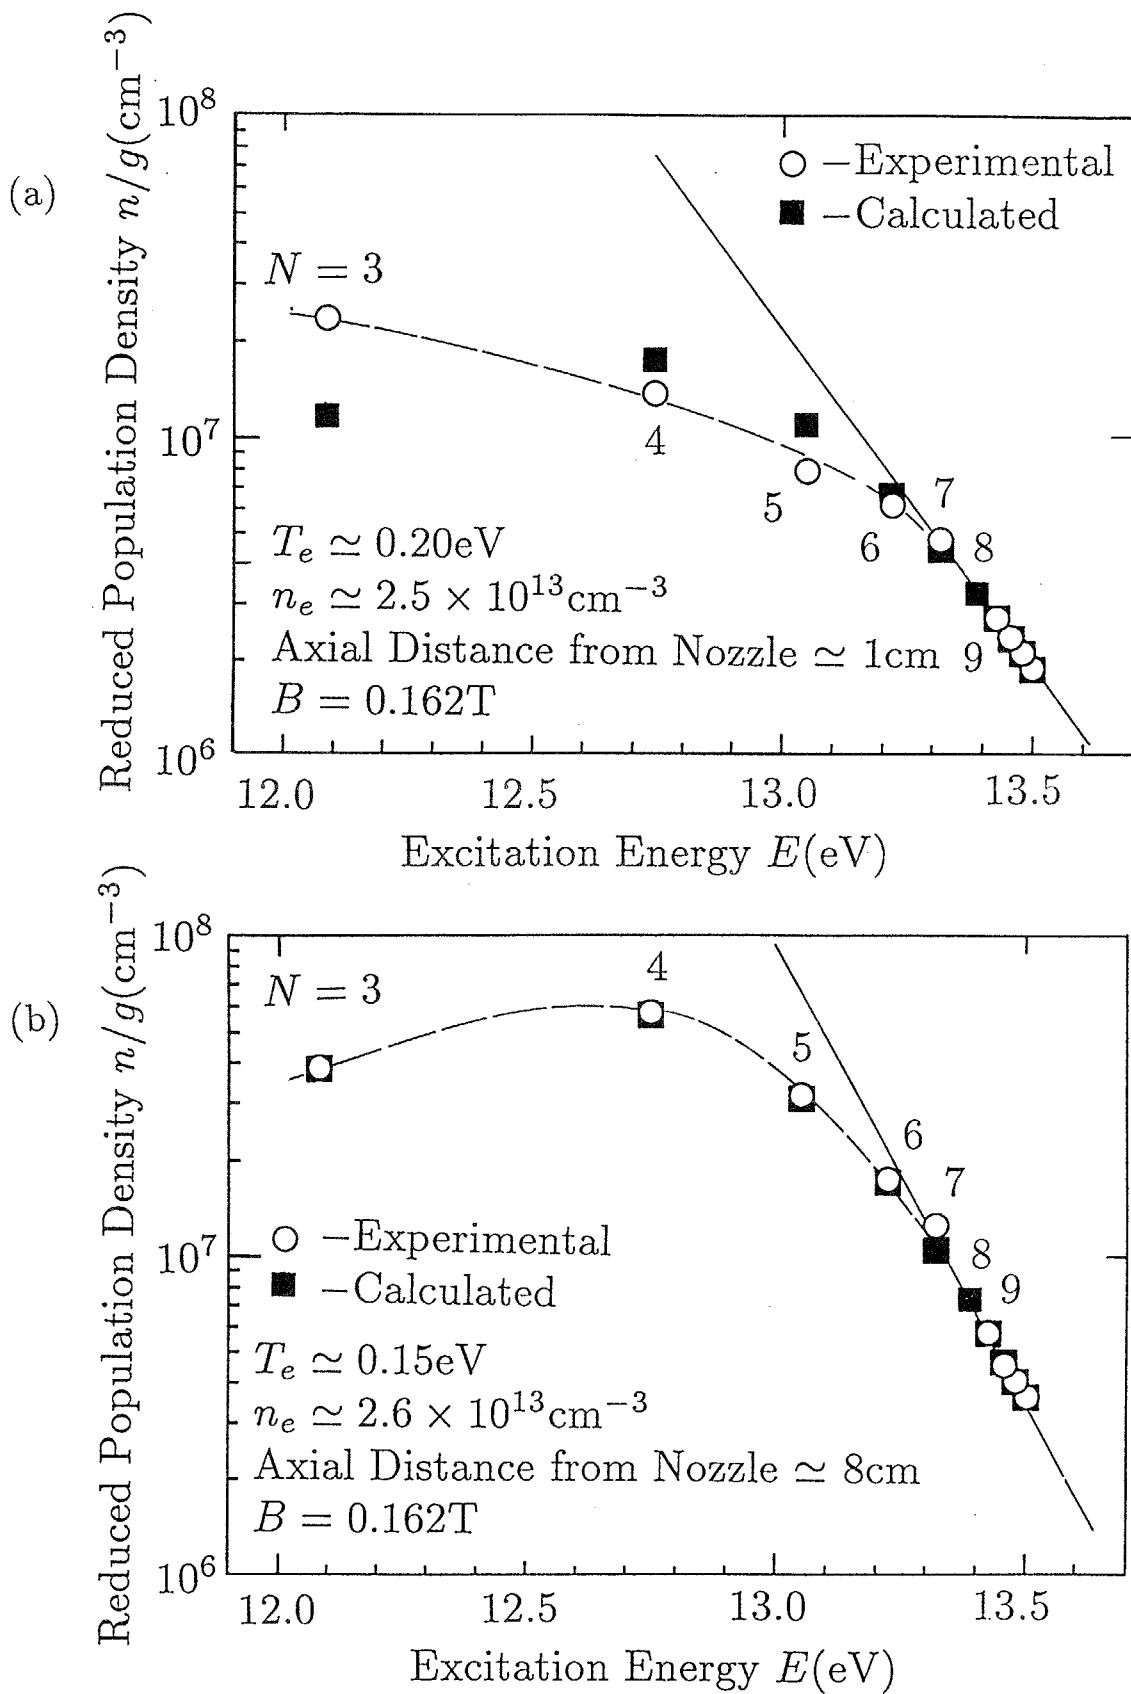 (a)
Reduced Population Density n/g(cm⁻³)
10⁸
10⁷
10⁶
○ –Experimental
■ –Calculated
N = 3
4
5
6
7
8
9
T_e ≃ 0.20eV
n_e ≃ 2.5 × 10¹³cm⁻³
Axial Distance from Nozzle ≃ 1cm
B = 0.162T
12.0 12.5 13.0 13.5
Excitation Energy E(eV)
(b)
Reduced Population Density n/g(cm⁻³)
10⁸
10⁷
10⁶
N = 3
4
5
6
7
8
9
○ –Experimental
■ –Calculated
T_e ≃ 0.15eV
n_e ≃ 2.6 × 10¹³cm⁻³
Axial Distance from Nozzle ≃ 8cm
B = 0.162T
12.0 12.5 13.0 13.5
Excitation Energy E(eV)